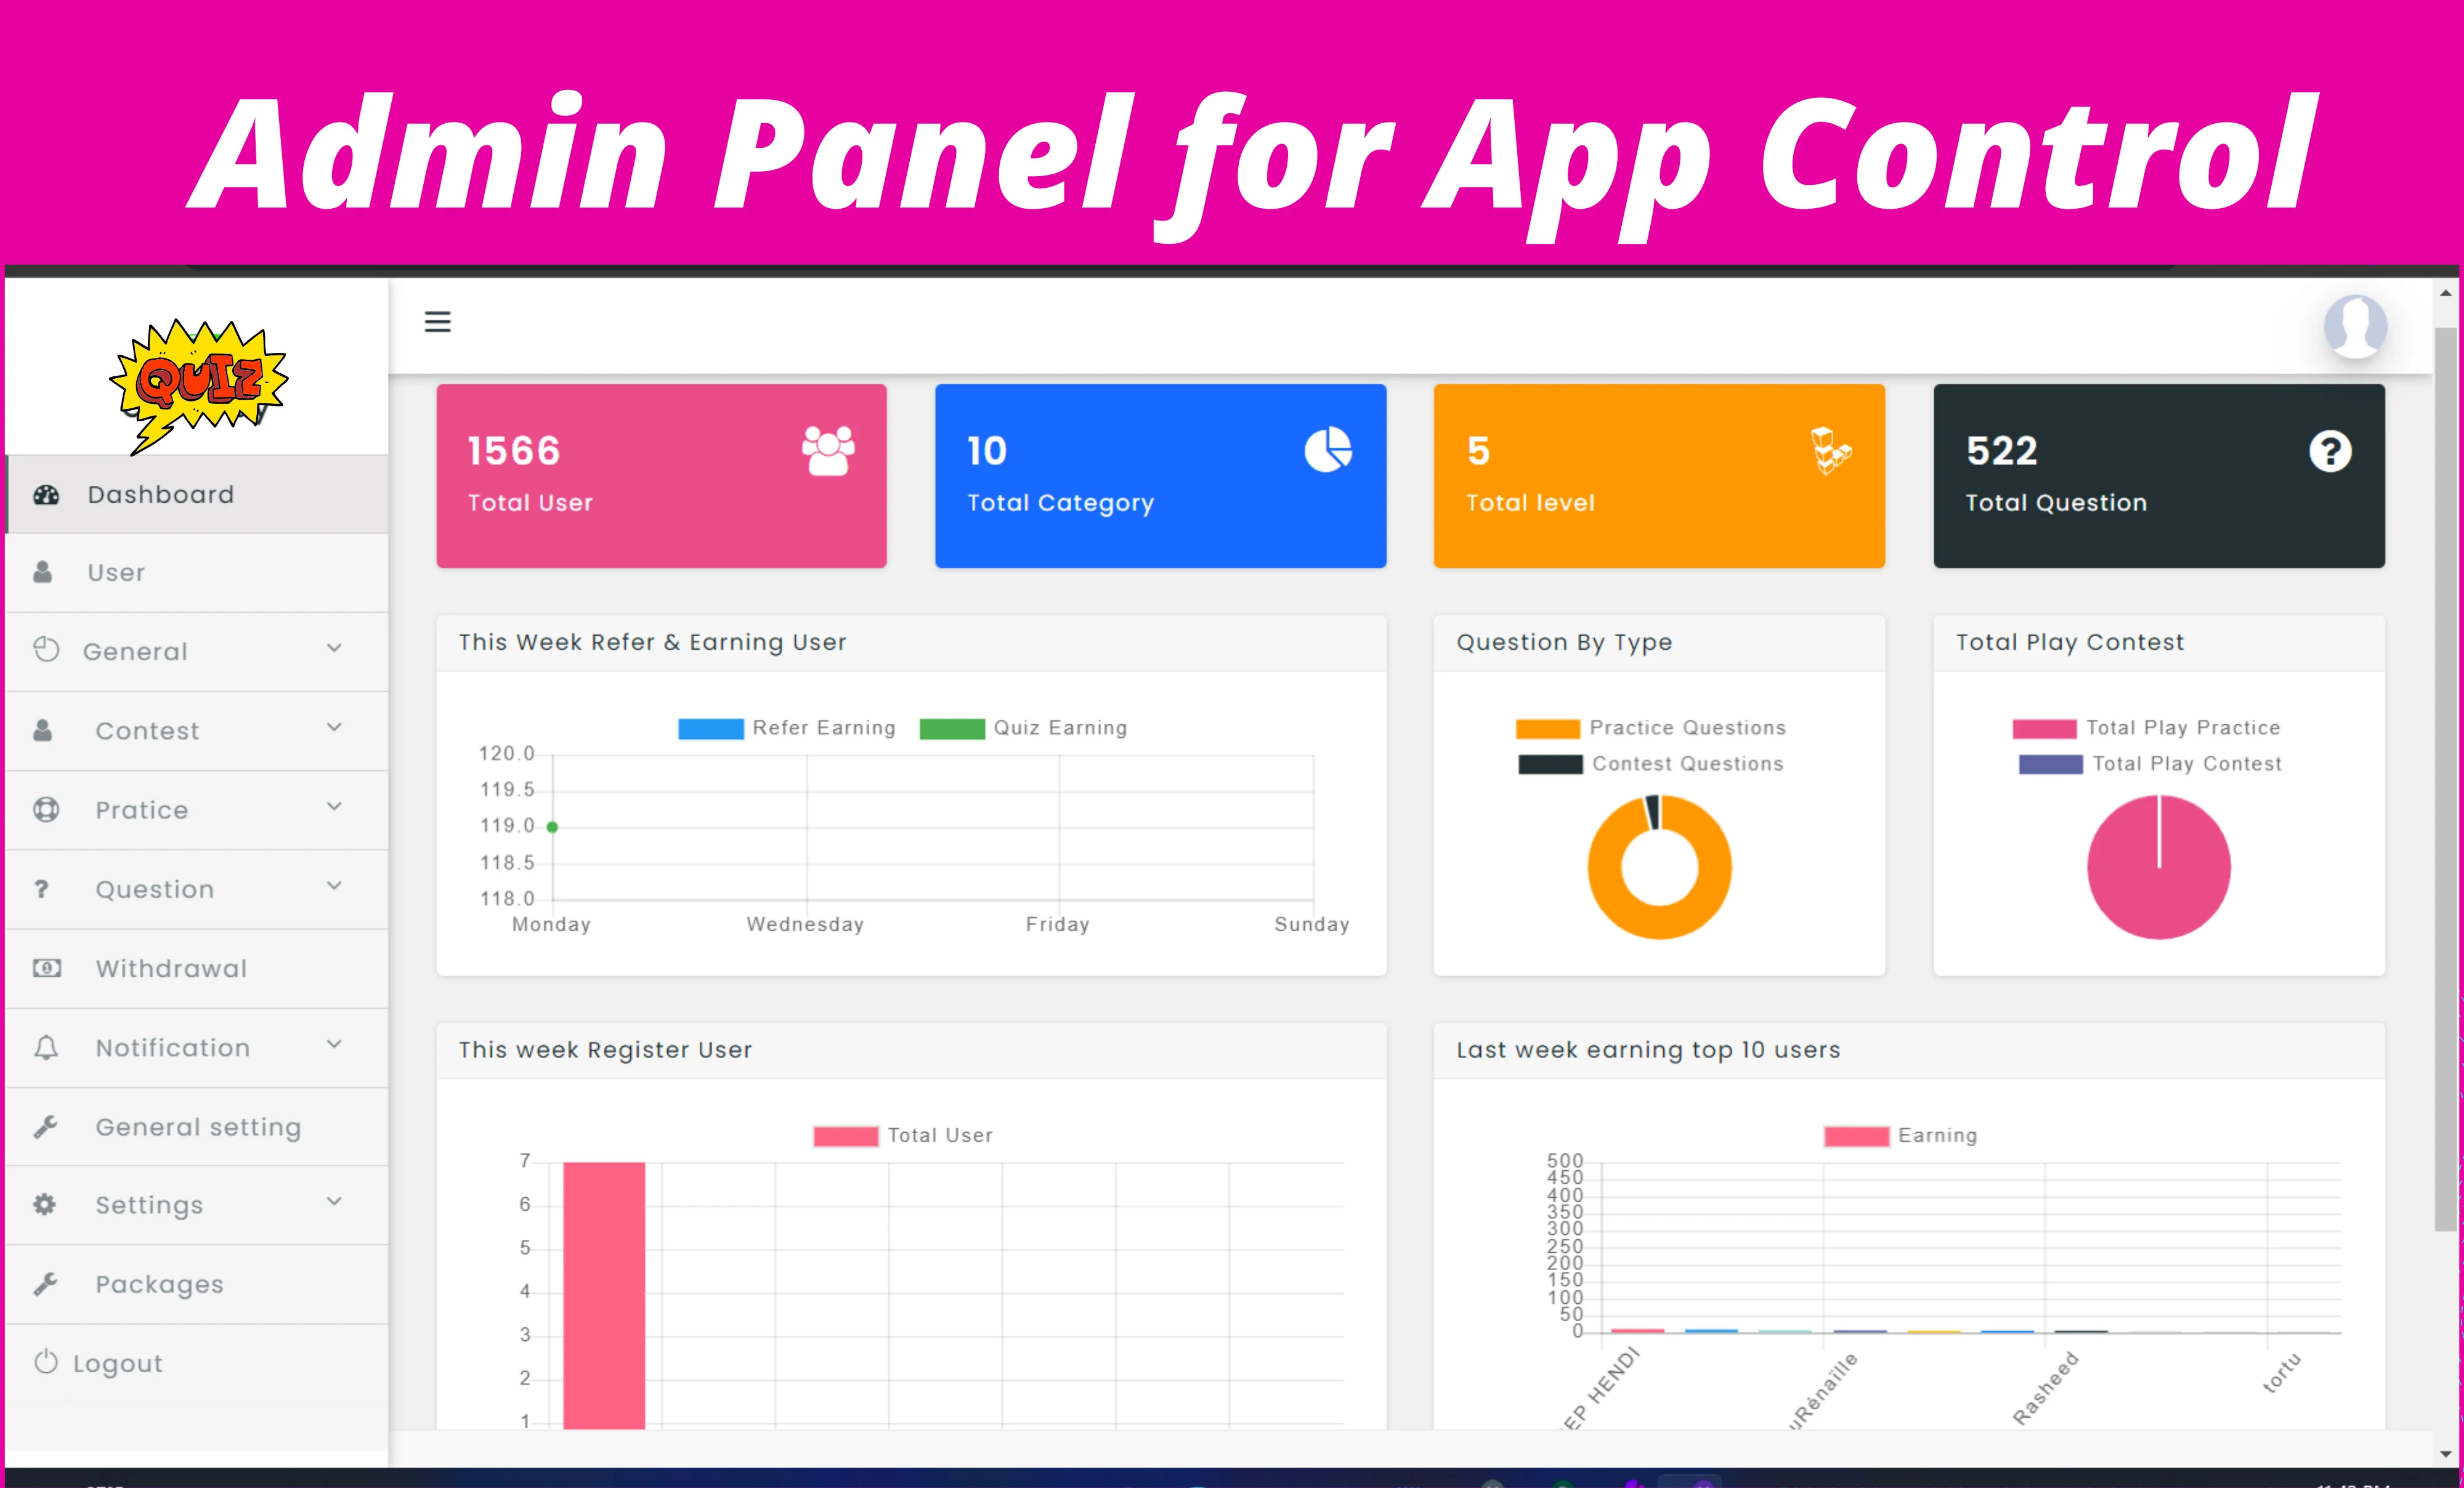 Admin Panel for App Control
QUIZ
Dashboard
User
General
Contest
Pratice
Question
Withdrawal
Notification
General setting
Settings
Packages
Logout
1566
Total User
10
Total Category
5
Total level
522
Total Question
This Week Refer & Earning User
Refer Earning Quiz Earning
120.0
119.5
119.0
118.5
118.0
Monday Wednesday Friday Sunday
Question By Type
Practice Questions
Contest Questions
Total Play Contest
Total Play Practice
Total Play Contest
This week Register User
Total User
7
6
5
4
3
2
1
Last week earning top 10 users
Earning
500
450
400
350
300
250
200
150
100
50
0
EP HENDI uRénaïlle Rasheed tortu